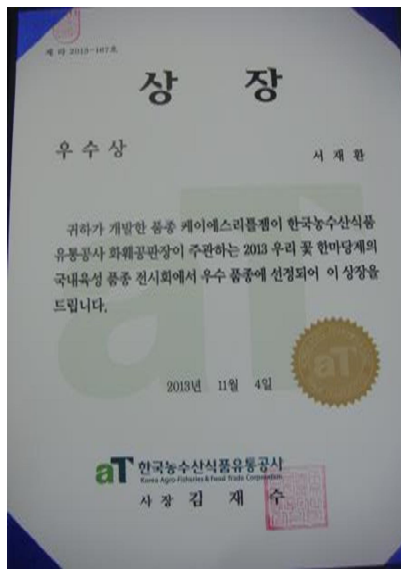 제 라 2013-167호
상 장
우수상
서 재 환
귀하가 개발한 품종 케이에스리틀젬이 한국농수산식품
유통공사 화훼공판장이 주관하는 2013 우리 꽃 한마당제의
국내육성 품종 전시회에서 우수 품종에 선정되어 이 상장을
드립니다.
aT
2013년 11월 4일
aT 한국농수산식품유통공사
Korea Agro-Fisheries & Food Trade Corporation
사 장 김 재 수